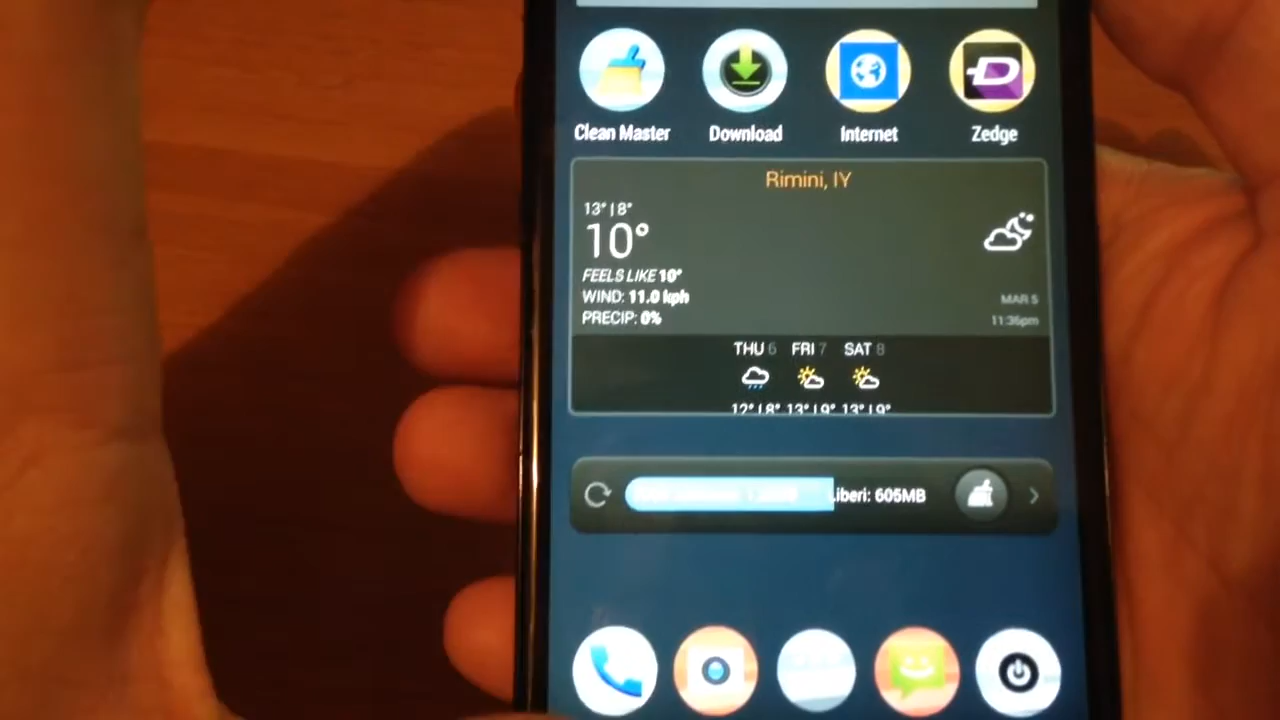 Clean Master Download Internet Zedge
Rimini, IY
13° | 8°
10°
FEELS LIKE 10°
WIND: 11.0 kph
PRECIP: 0%
MAR 5
11:36pm
THU 6 FRI 7 SAT 8
12° | 8° 13° | 9° 13° | 9°
Liberi: 605MB